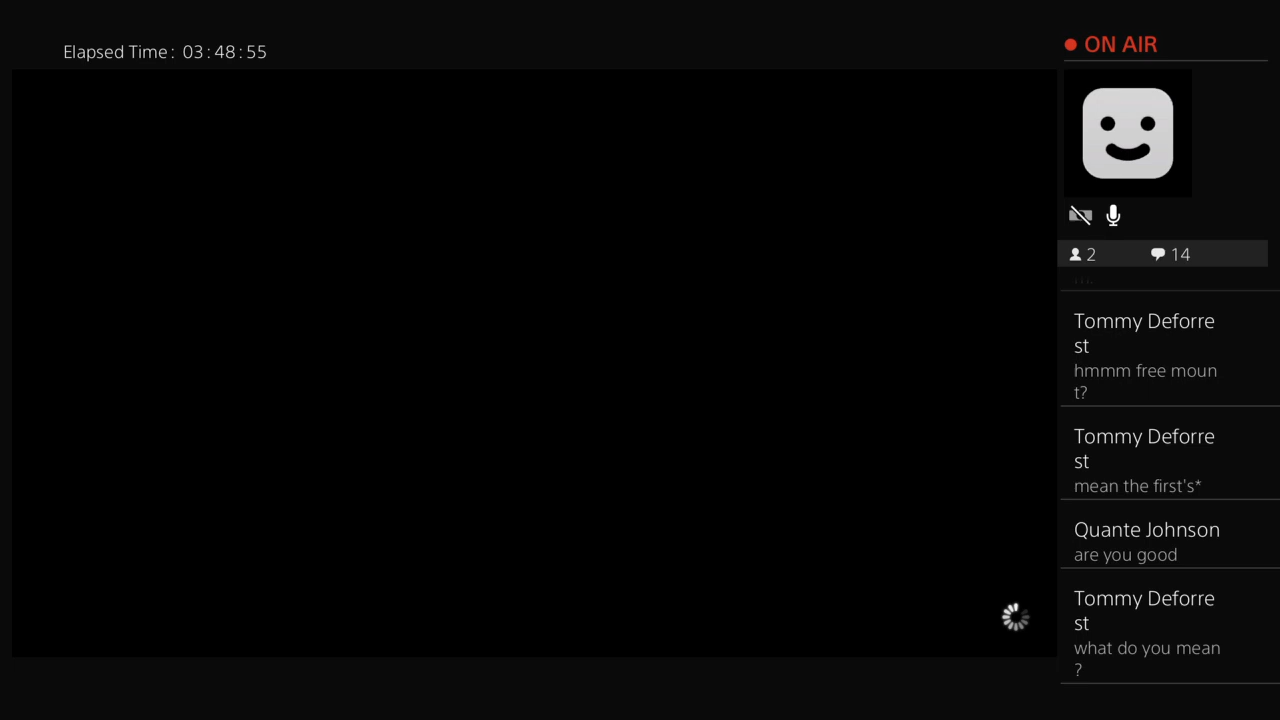 Elapsed Time: 03:48:55
ON AIR
2 14
Tommy Deforre
st
hmmm free moun
t?
Tommy Deforre
st
mean the first's*
Quante Johnson
are you good
Tommy Deforre
st
what do you mean
?